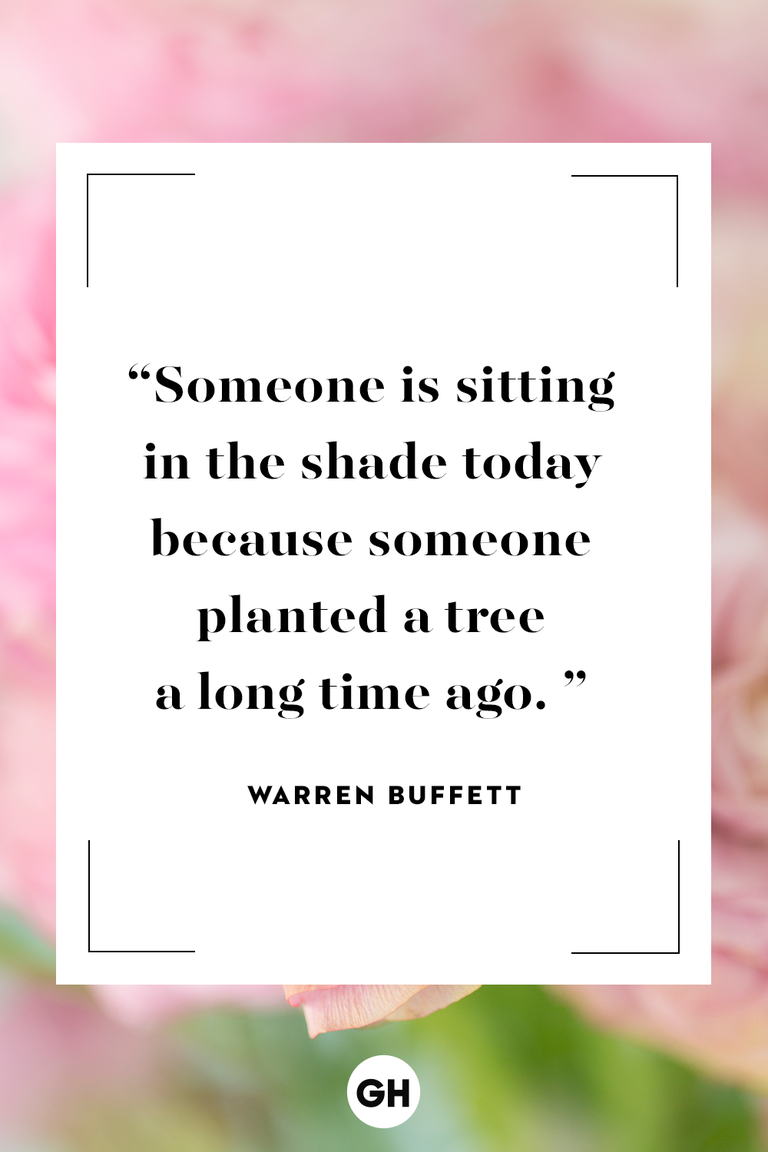 “Someone is sitting
in the shade today
because someone
planted a tree
a long time ago. ”
WARREN BUFFETT
GH